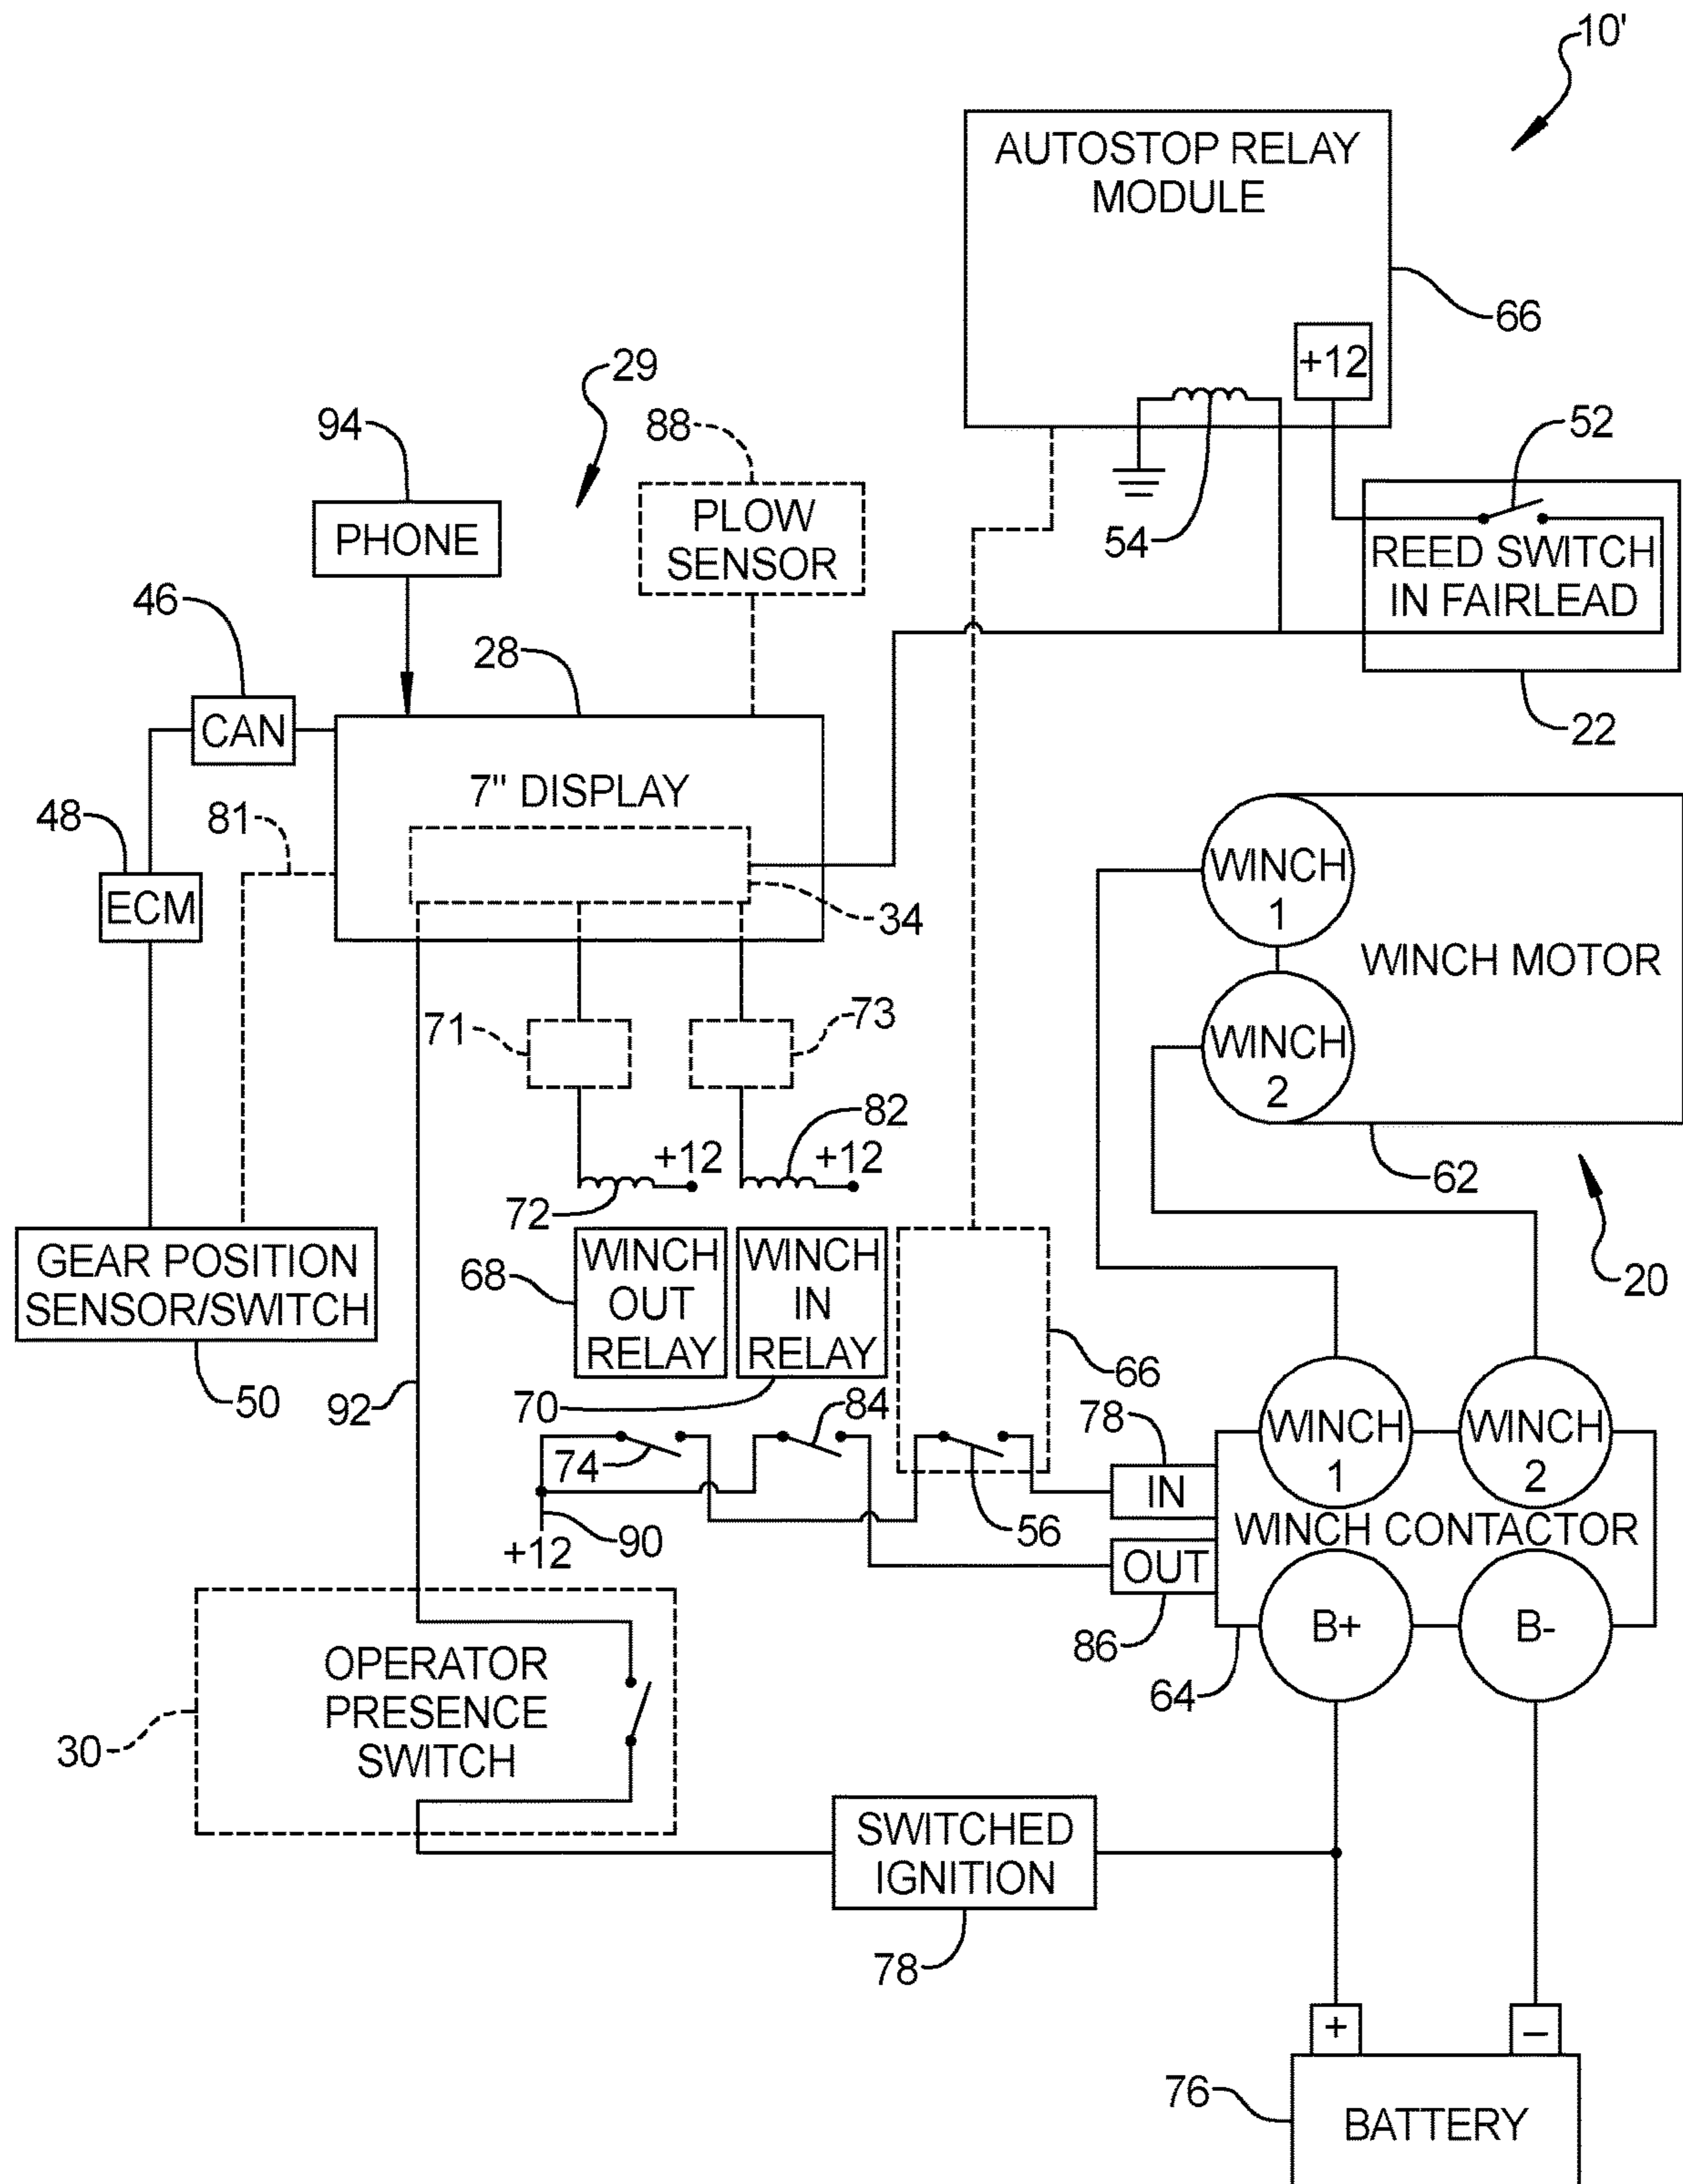 10'
AUTOSTOP RELAY
MODULE
66
+12
29
94
88
52
PHONE
PLOW
SENSOR
54
REED SWITCH
IN FAIRLEAD
46
28
22
CAN
7" DISPLAY
48
81
WINCH
1
ECM
34
WINCH MOTOR
71
73
WINCH
2
82
+12
+12
72
62
GEAR POSITION
SENSOR/SWITCH
68
WINCH
OUT
RELAY
WINCH
IN
RELAY
20
66
50
92
70
84
78
WINCH
1
WINCH
2
74
IN
56
90
+12
WINCH CONTACTOR
OUT
B+
B-
86
64
OPERATOR
PRESENCE
SWITCH
30
SWITCHED
IGNITION
78
+
–
76
BATTERY